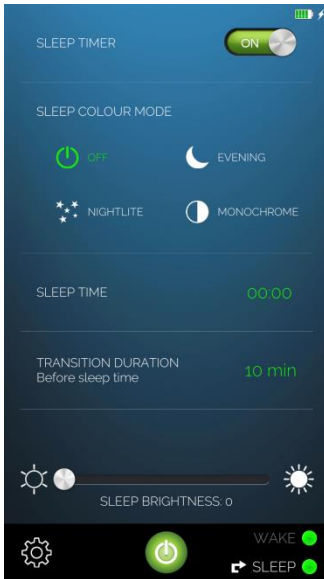 SLEEP TIMER
ON
SLEEP COLOUR MODE
OFF
EVENING
NIGHTLITE
MONOCHROME
SLEEP TIME
00:00
TRANSITION DURATION
Before sleep time
10 min
SLEEP BRIGHTNESS: 0
WAKE
SLEEP